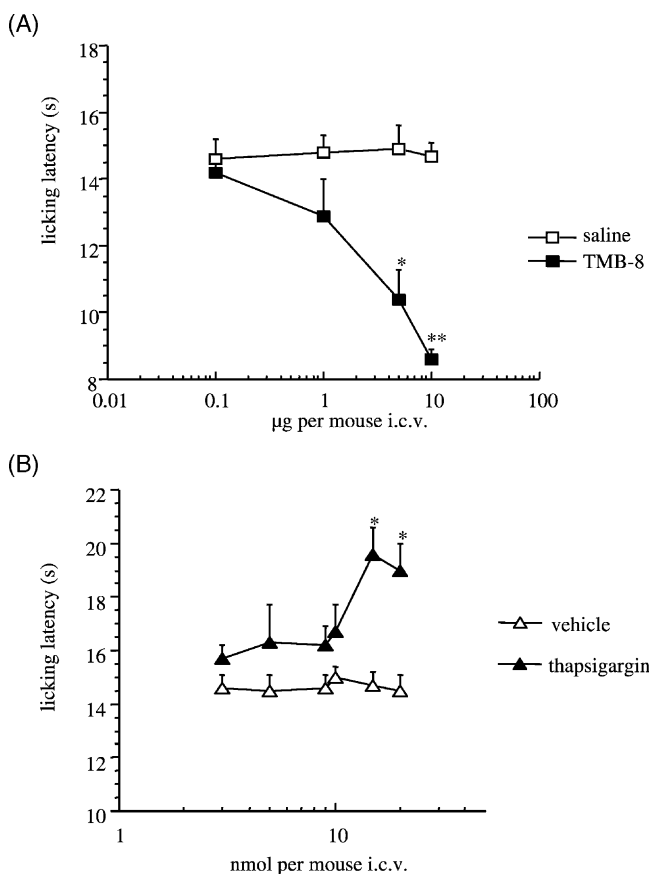 (A)
18
16
14
12
10
8
licking latency (s)
0.01 0.1 1 10 100
µg per mouse i.c.v.
*
**
saline
TMB-8
(B)
22
20
18
16
14
12
10
licking latency (s)
1 10
nmol per mouse i.c.v.
* *
vehicle
thapsigargin